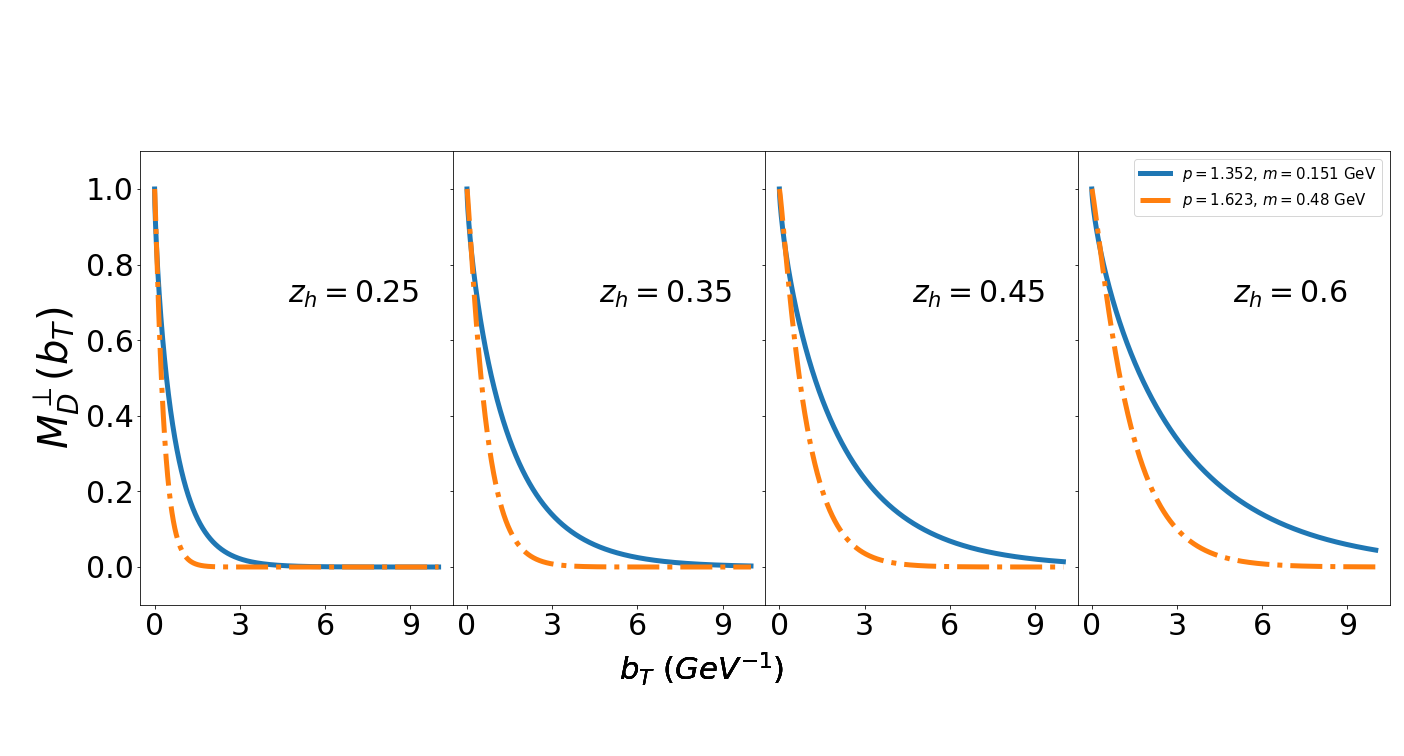 p = 1.352, m = 0.151 GeV
p = 1.623, m = 0.48 GeV
z_h = 0.25
z_h = 0.35
z_h = 0.45
z_h = 0.6
M_D^⊥(b_T)
1.0
0.8
0.6
0.4
0.2
0.0
0 3 6 9
0 3 6 9
0 3 6 9
0 3 6 9
b_T (GeV^{-1})